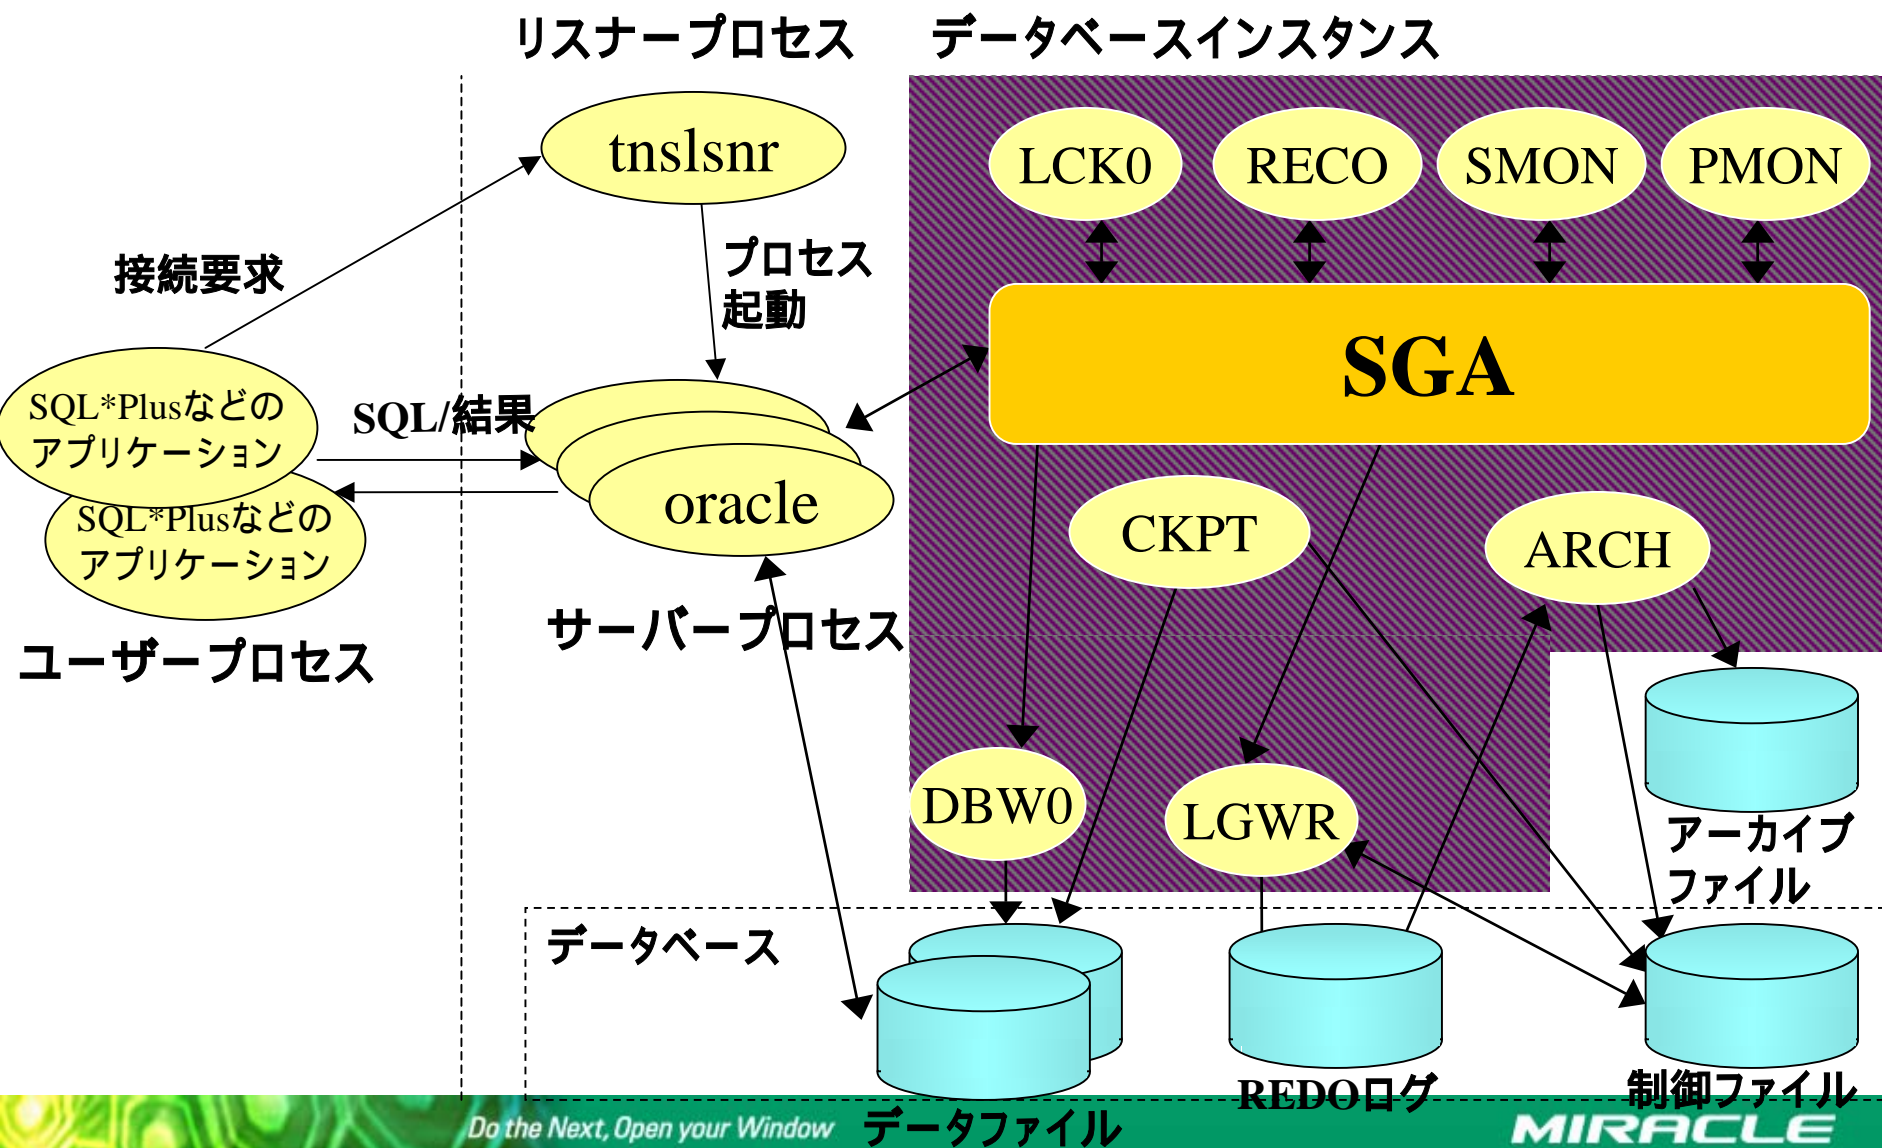 リスナープロセス
データベースインスタンス
tnslsnr
LCK0
RECO
SMON
PMON
接続要求
プロセス
起動
SGA
SQL*Plusなどの
アプリケーション
SQL/結果
SQL*Plusなどの
アプリケーション
oracle
CKPT
ARCH
サーバープロセス
ユーザープロセス
DBW0
LGWR
アーカイブ
ファイル
データベース
REDOログ
制御ファイル
データファイル
Do the Next, Open your Window
MIRACLE